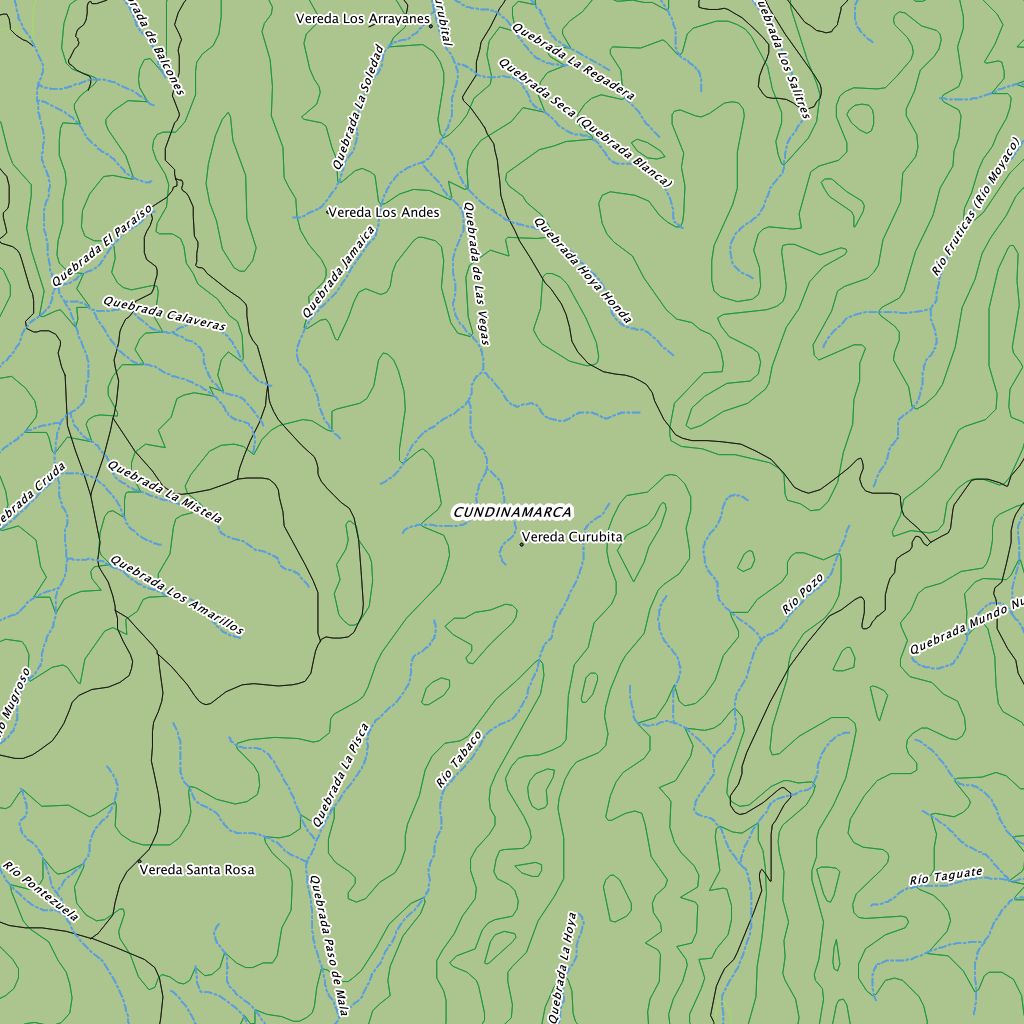 Vereda Los Arrayanes
Quebrada La Soledad
Quebrada La Regadera
Quebrada Seca (Quebrada Blanca)
Quebrada Los Salitres
Río Fruticas (Río Moyaco)
Vereda Los Andes
Quebrada El Paraíso
Quebrada Jamaica
Quebrada de Las Vegas
Quebrada Hoya Honda
Quebrada Calaveras
Quebrada La Mistela
CUNDINAMARCA
Vereda Curubita
Quebrada Los Amarillos
Río Pozo
Quebrada La Pisca
Río Tabaco
Vereda Santa Rosa
Río Pontezuela
Quebrada Paso de Mala
Río Taguate
Quebrada La Hoya
de Balcones
Cruda
Mugroso
Quebrada Mundo